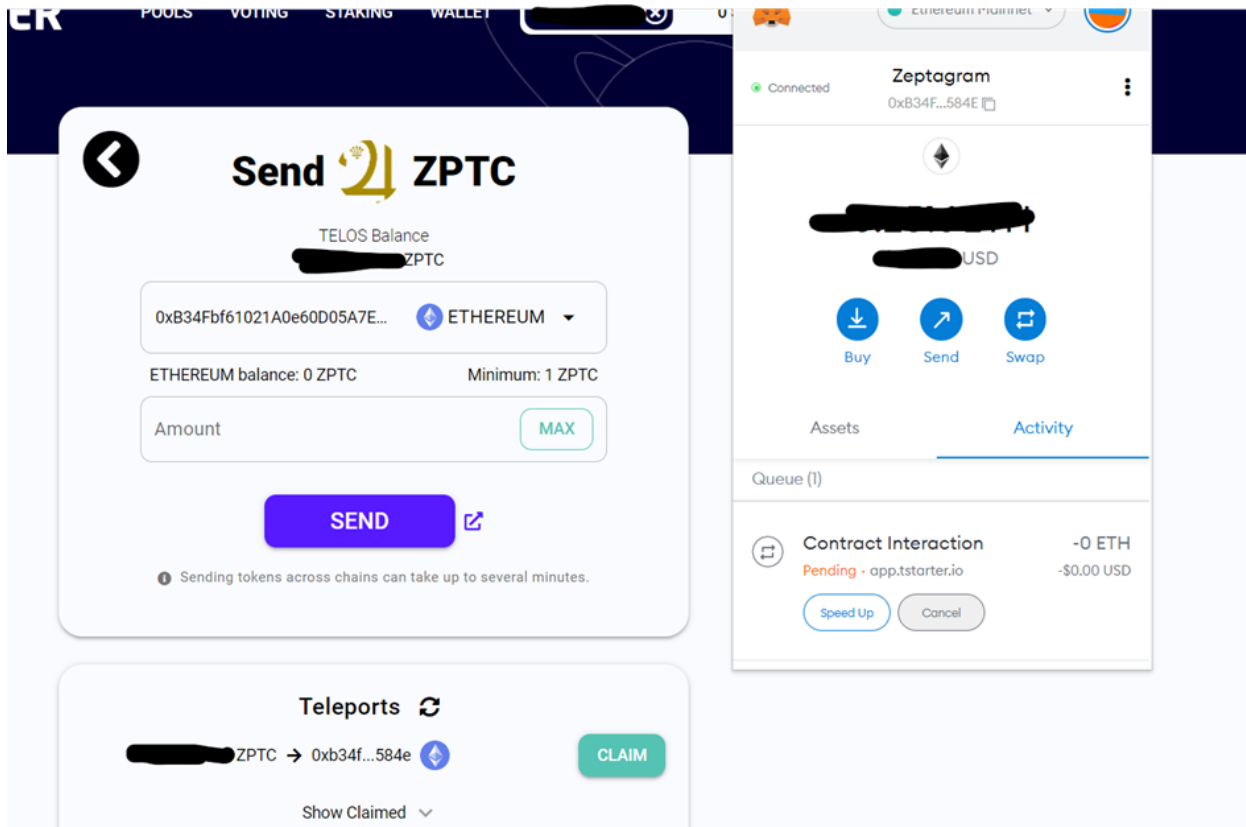 ER POOLS VOTING STAKING WALLET
Send ZPTC
TELOS Balance
ZPTC
0xB34Fbf61021A0e60D05A7E... ETHEREUM
ETHEREUM balance: 0 ZPTC Minimum: 1 ZPTC
Amount MAX
SEND
Sending tokens across chains can take up to several minutes.
Teleports
ZPTC → 0xb34f...584e CLAIM
Show Claimed
Ethereum Mainnet
Connected Zeptagram
0xB34F...584E
USD
Buy Send Swap
Assets Activity
Queue (1)
Contract Interaction -0 ETH
Pending · app.tstarter.io -$0.00 USD
Speed Up Cancel